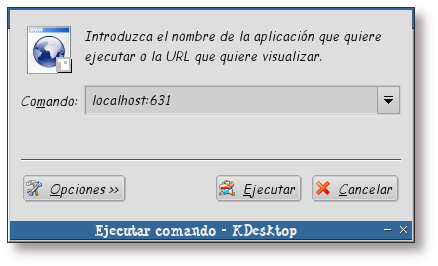 Introduzca el nombre de la aplicación que quiere
ejecutar o la URL que quiere visualizar.
Comando: localhost:631
Opciones >> Ejecutar Cancelar
Ejecutar comando - KDesktop